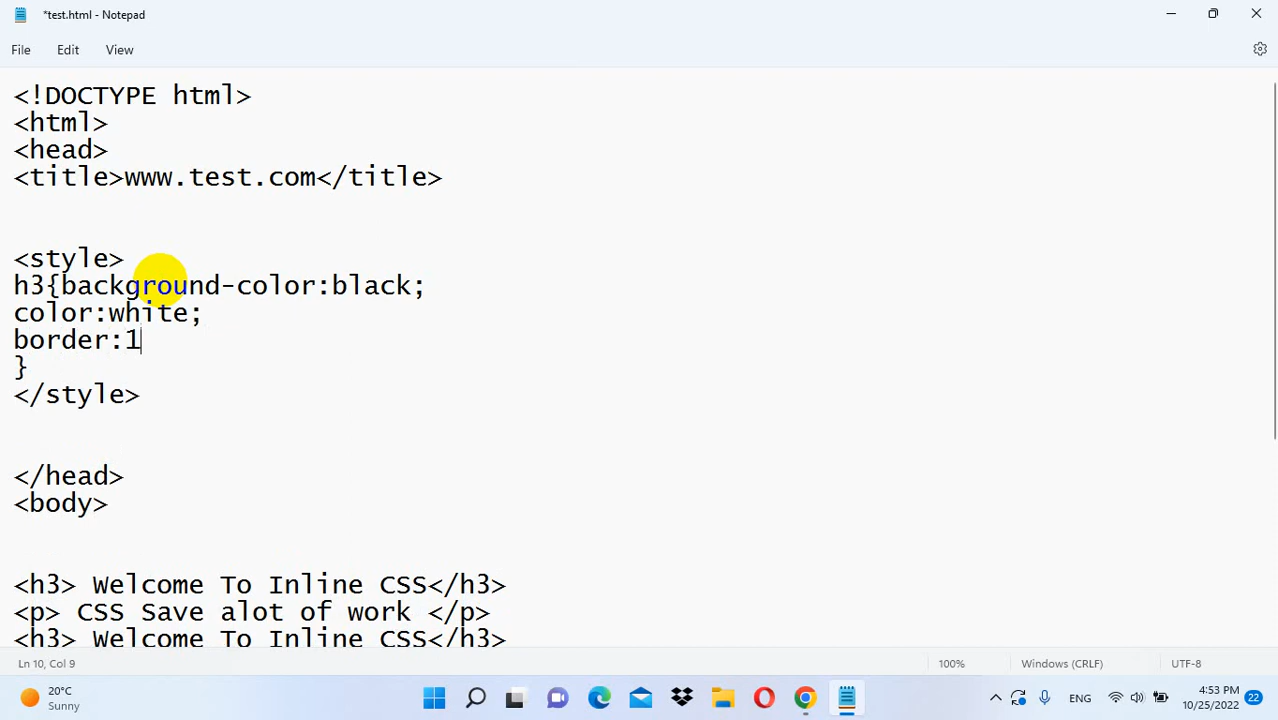 *test.html - Notepad
File Edit View
<!DOCTYPE html>
<html>
<head>
<title>www.test.com</title>
<style>
h3{background-color:black;
color:white;
border:1
}
</style>
</head>
<body>
<h3> Welcome To Inline CSS</h3>
<p> CSS Save alot of work </p>
<h3> Welcome To Inline CSS</h3>
Ln 10, Col 9 100% Windows (CRLF) UTF-8
20°C
Sunny
ENG
4:53 PM
10/25/2022
22